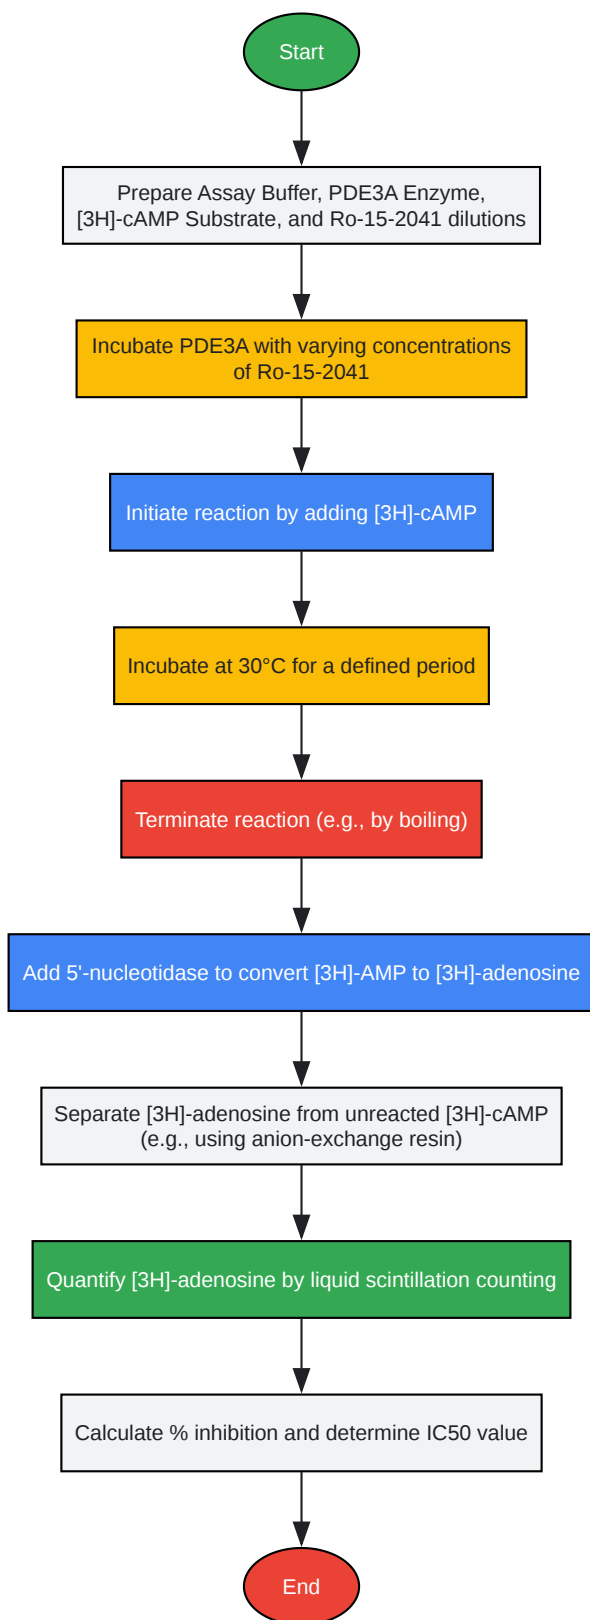 Start
Prepare Assay Buffer, PDE3A Enzyme,
[3H]-cAMP Substrate, and Ro-15-2041 dilutions
Incubate PDE3A with varying concentrations
of Ro-15-2041
Initiate reaction by adding [3H]-cAMP
Incubate at 30°C for a defined period
Terminate reaction (e.g., by boiling)
Add 5'-nucleotidase to convert [3H]-AMP to [3H]-adenosine
Separate [3H]-adenosine from unreacted [3H]-cAMP
(e.g., using anion-exchange resin)
Quantify [3H]-adenosine by liquid scintillation counting
Calculate % inhibition and determine IC50 value
End